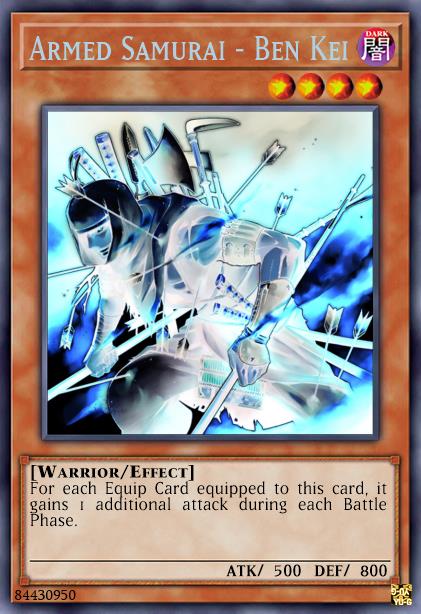 Armed Samurai - Ben Kei
DARK
闇
[Warrior/Effect]
For each Equip Card equipped to this card, it
gains 1 additional attack during each Battle
Phase.
ATK/ 500 DEF/ 800
84430950